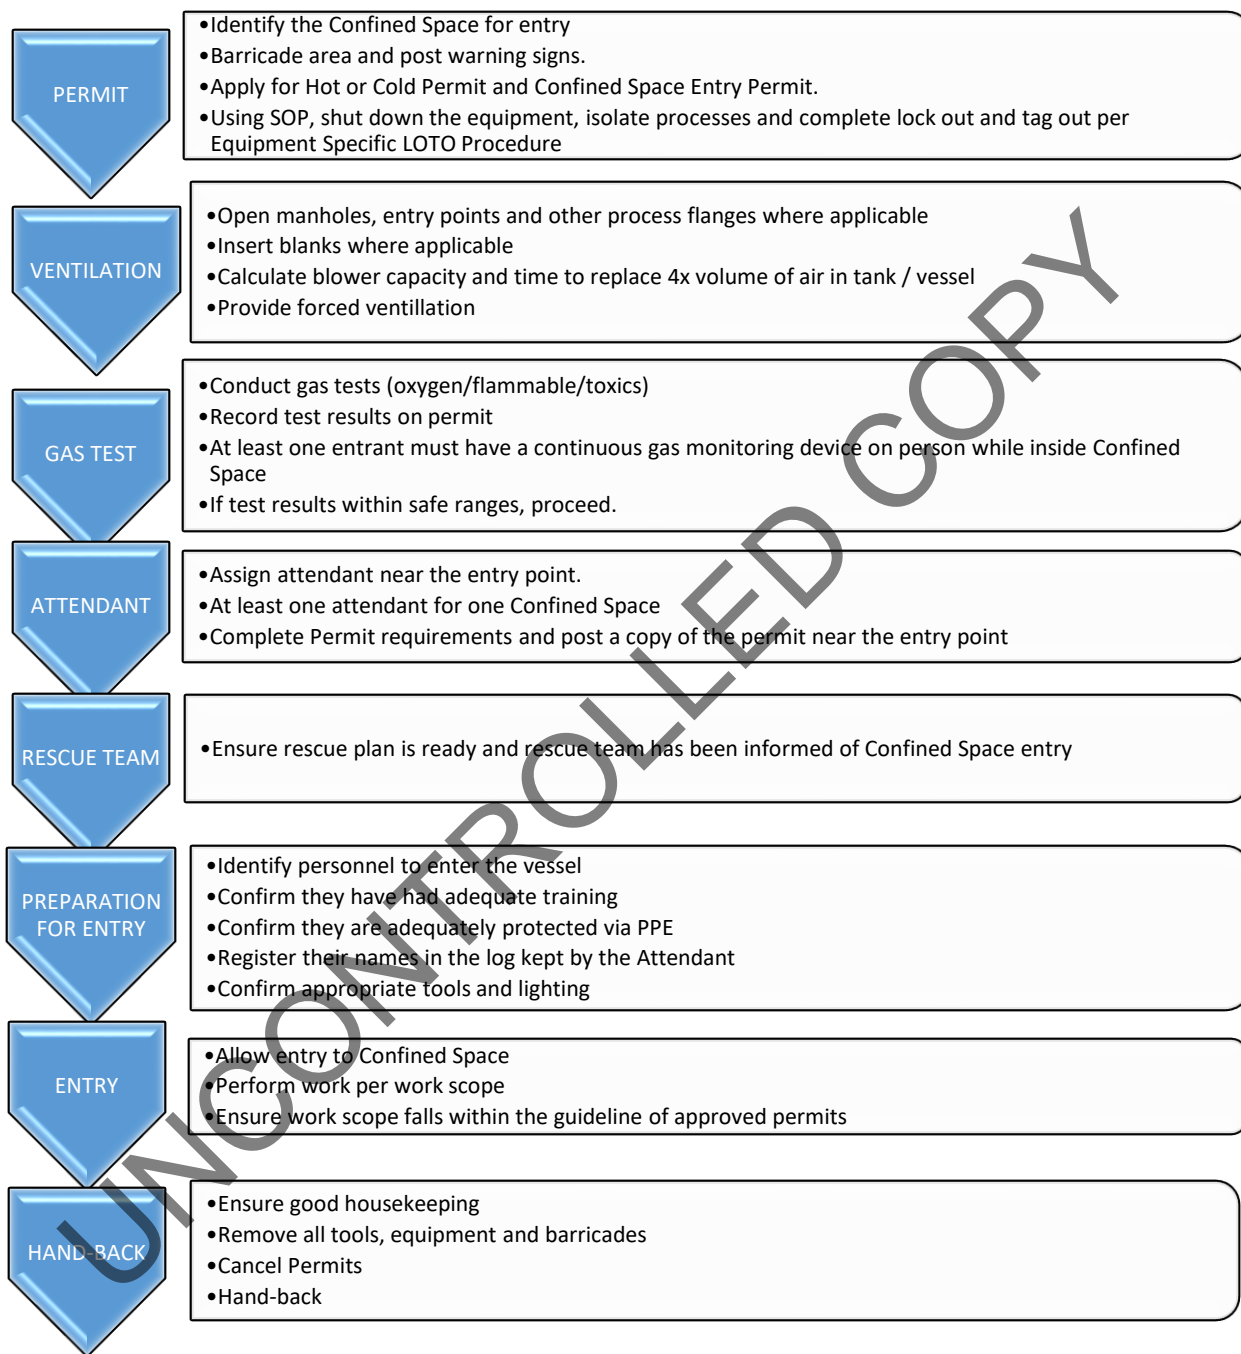 PERMIT
•Identify the Confined Space for entry
•Barricade area and post warning signs.
•Apply for Hot or Cold Permit and Confined Space Entry Permit.
•Using SOP, shut down the equipment, isolate processes and complete lock out and tag out per
Equipment Specific LOTO Procedure
VENTILATION
•Open manholes, entry points and other process flanges where applicable
•Insert blanks where applicable
•Calculate blower capacity and time to replace 4x volume of air in tank / vessel
•Provide forced ventillation
GAS TEST
•Conduct gas tests (oxygen/flammable/toxics)
•Record test results on permit
•At least one entrant must have a continuous gas monitoring device on person while inside Confined
Space
•If test results within safe ranges, proceed.
ATTENDANT
•Assign attendant near the entry point.
•At least one attendant for one Confined Space
•Complete Permit requirements and post a copy of the permit near the entry point
RESCUE TEAM
•Ensure rescue plan is ready and rescue team has been informed of Confined Space entry
PREPARATION
FOR ENTRY
•Identify personnel to enter the vessel
•Confirm they have had adequate training
•Confirm they are adequately protected via PPE
•Register their names in the log kept by the Attendant
•Confirm appropriate tools and lighting
ENTRY
•Allow entry to Confined Space
•Perform work per work scope
•Ensure work scope falls within the guideline of approved permits
HAND-BACK
•Ensure good housekeeping
•Remove all tools, equipment and barricades
•Cancel Permits
•Hand-back
UNCONTROLLED COPY